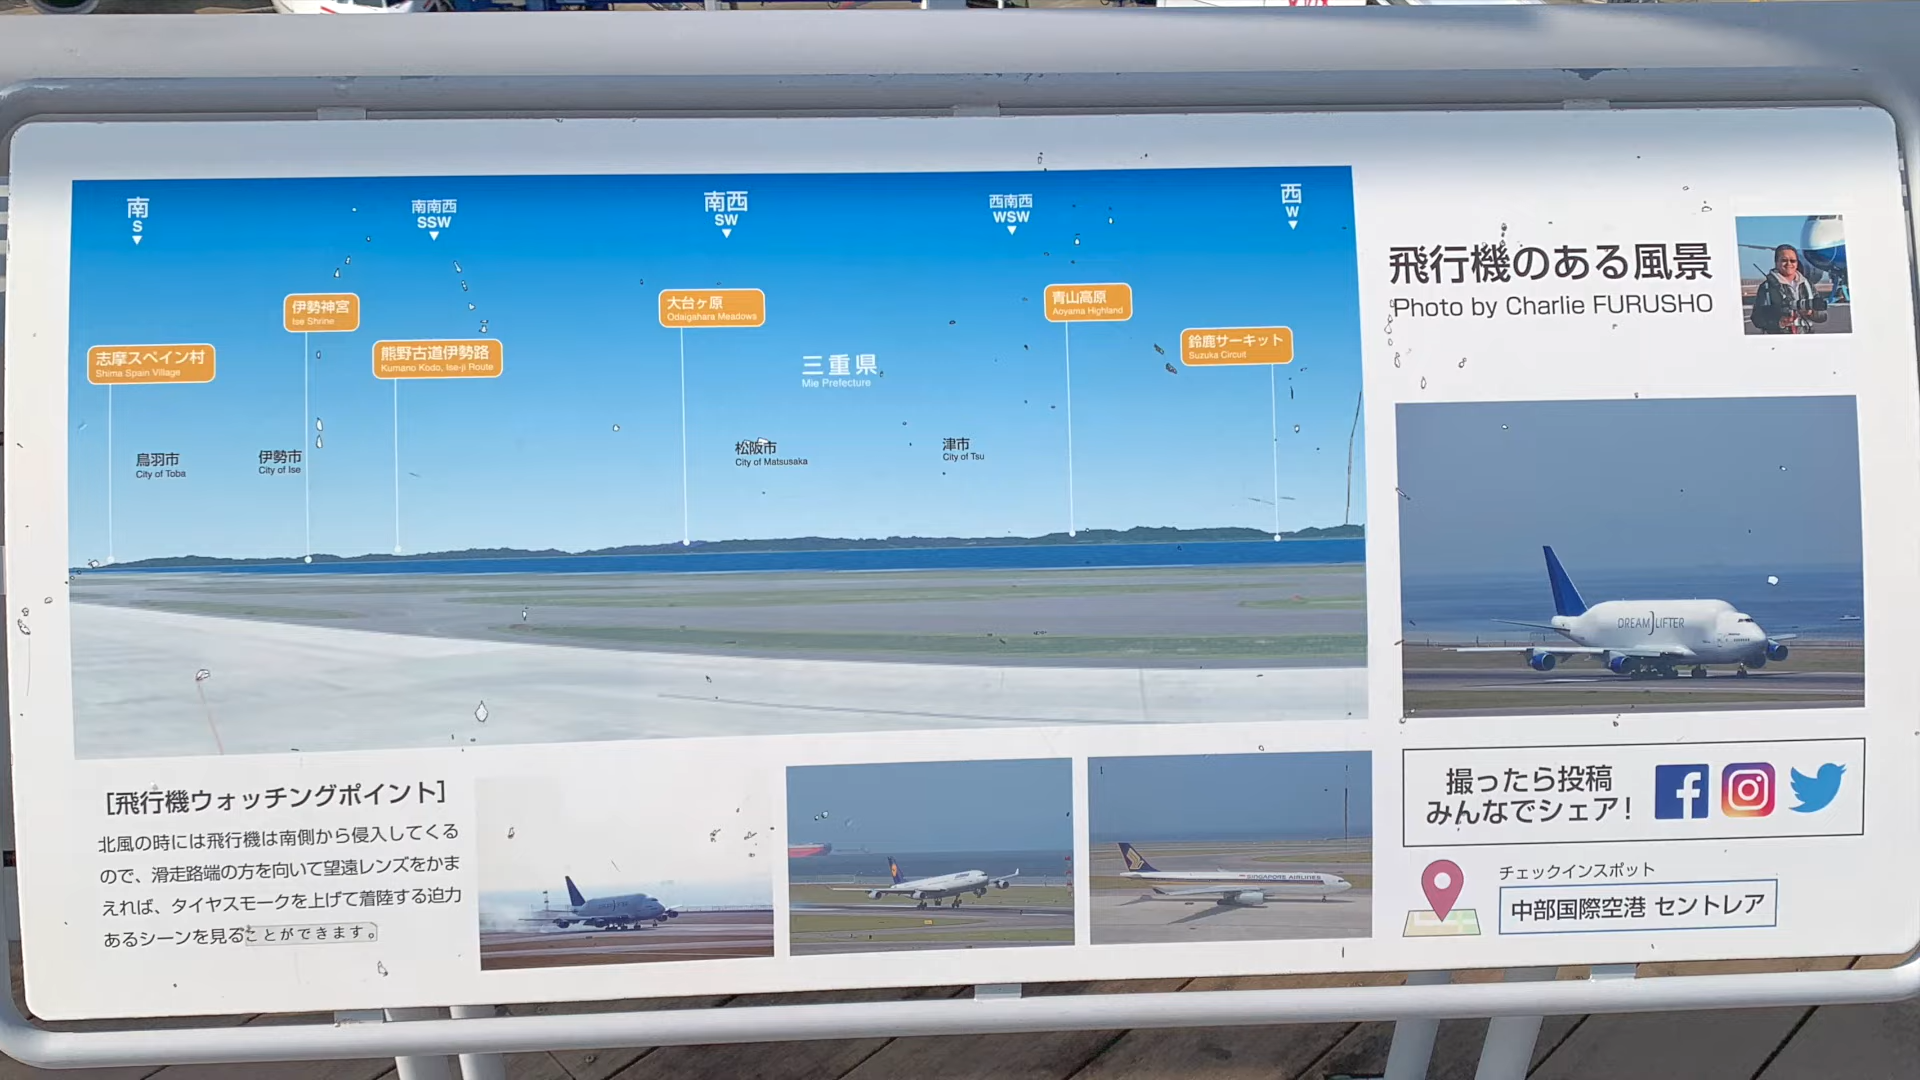 南
S
南南西
SSW
南西
SW
西南西
WSW
西
W
志摩スペイン村
Shima Spain Village
伊勢神宮
Ise Shrine
熊野古道伊勢路
Kumano Kodo, Ise-ji Route
大台ヶ原
Odaigahara Meadows
青山高原
Aoyama Highland
鈴鹿サーキット
Suzuka Circuit
三重県
Mie Prefecture
鳥羽市
City of Toba
伊勢市
City of Ise
松阪市
City of Matsusaka
津市
City of Tsu
飛行機のある風景
Photo by Charlie FURUSHO
DREAMLIFTER
[飛行機ウォッチングポイント]
北風の時には飛行機は南側から侵入してくる
ので、滑走路端の方を向いて望遠レンズをかま
えれば、タイヤスモークを上げて着陸する迫力
あるシーンを見ることができます。
SINGAPORE AIRLINES
撮ったら投稿
みんなでシェア！
チェックインスポット
中部国際空港 セントレア